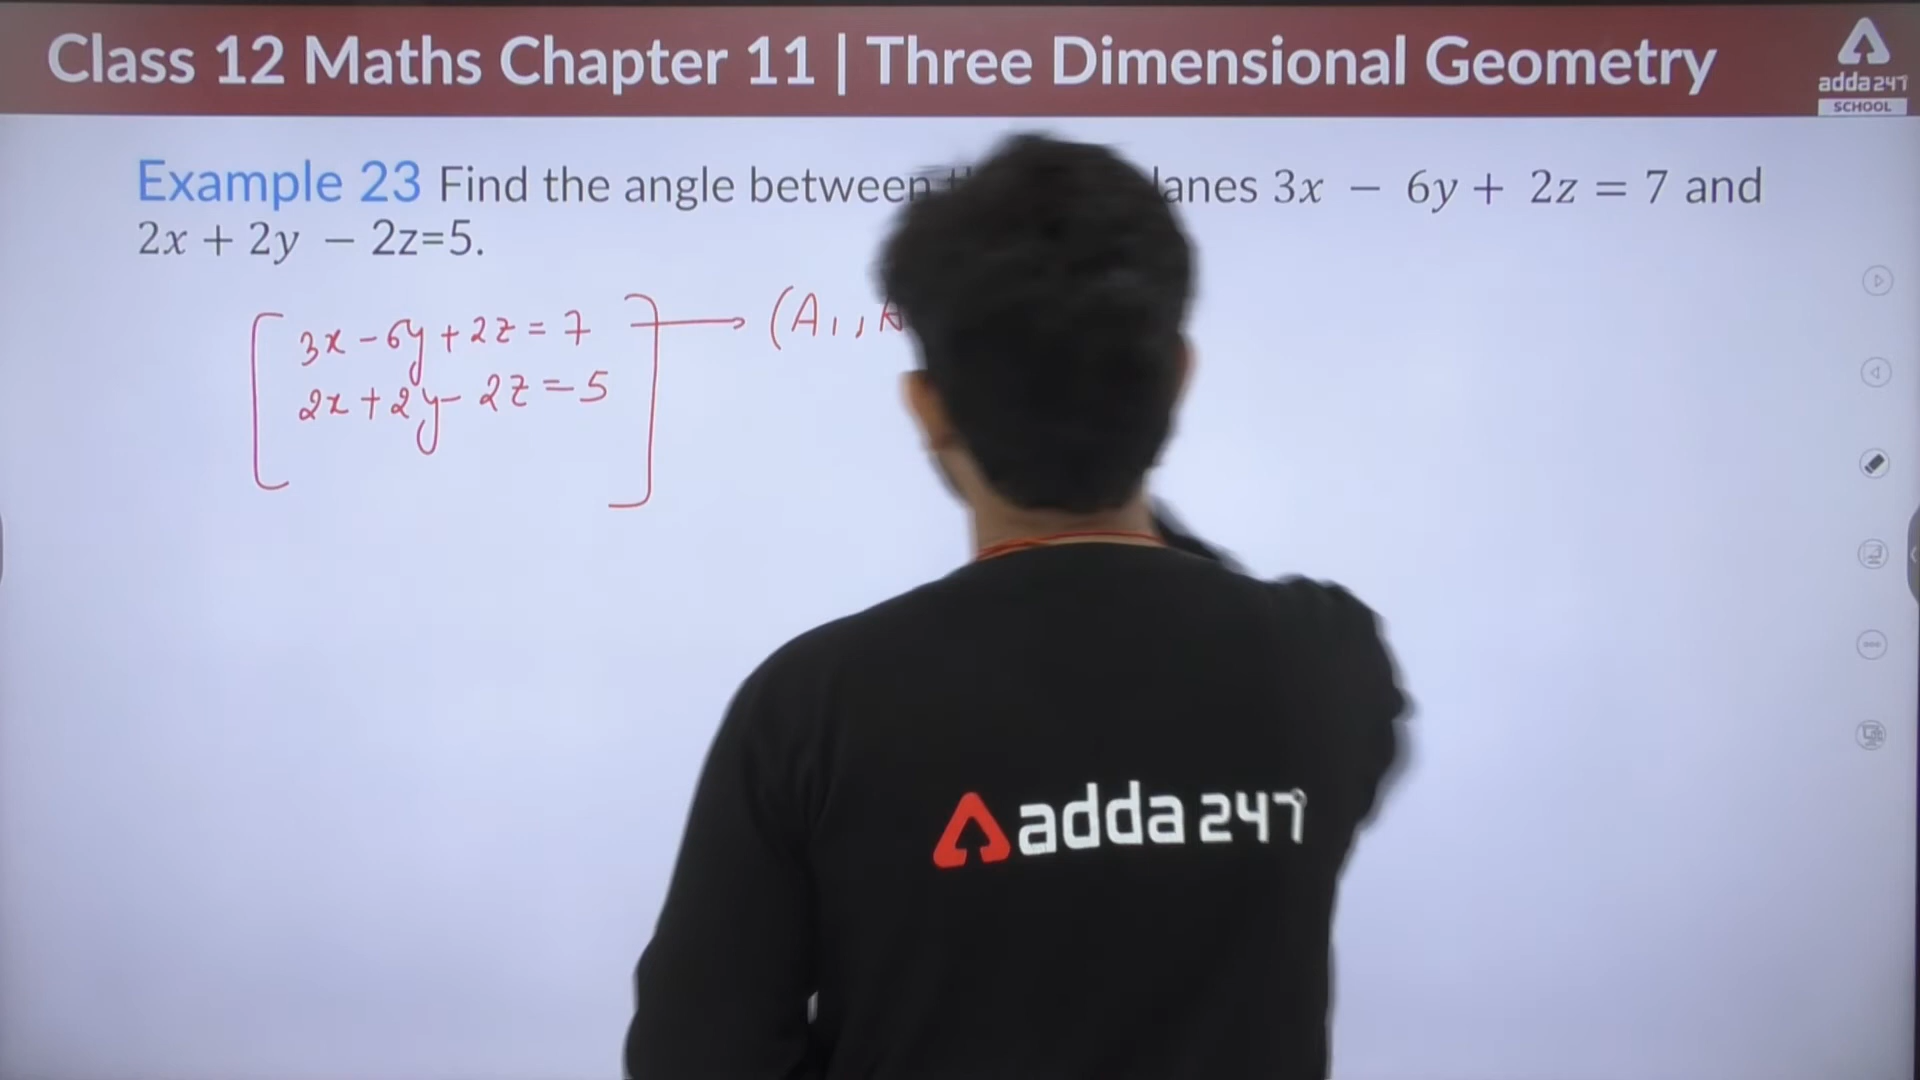 Class 12 Maths Chapter 11 | Three Dimensional Geometry
adda247
SCHOOL
Example 23 Find the angle between 3x − 6y + 2z = 7 and
2x + 2y − 2z=5.
3x - 6y + 2z = 7 (A1,
2x + 2y - 2z = 5
adda247